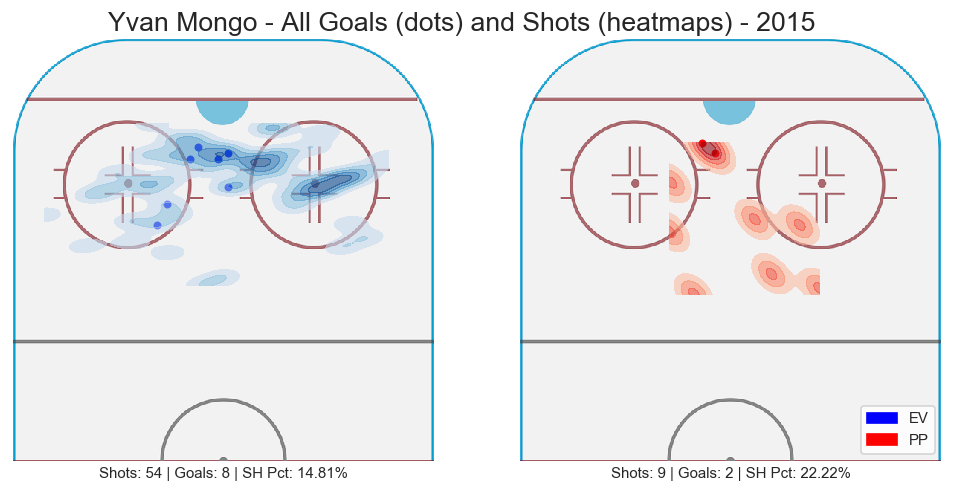 Yvan Mongo - All Goals (dots) and Shots (heatmaps) - 2015
EV
PP
Shots: 54 | Goals: 8 | SH Pct: 14.81%
Shots: 9 | Goals: 2 | SH Pct: 22.22%